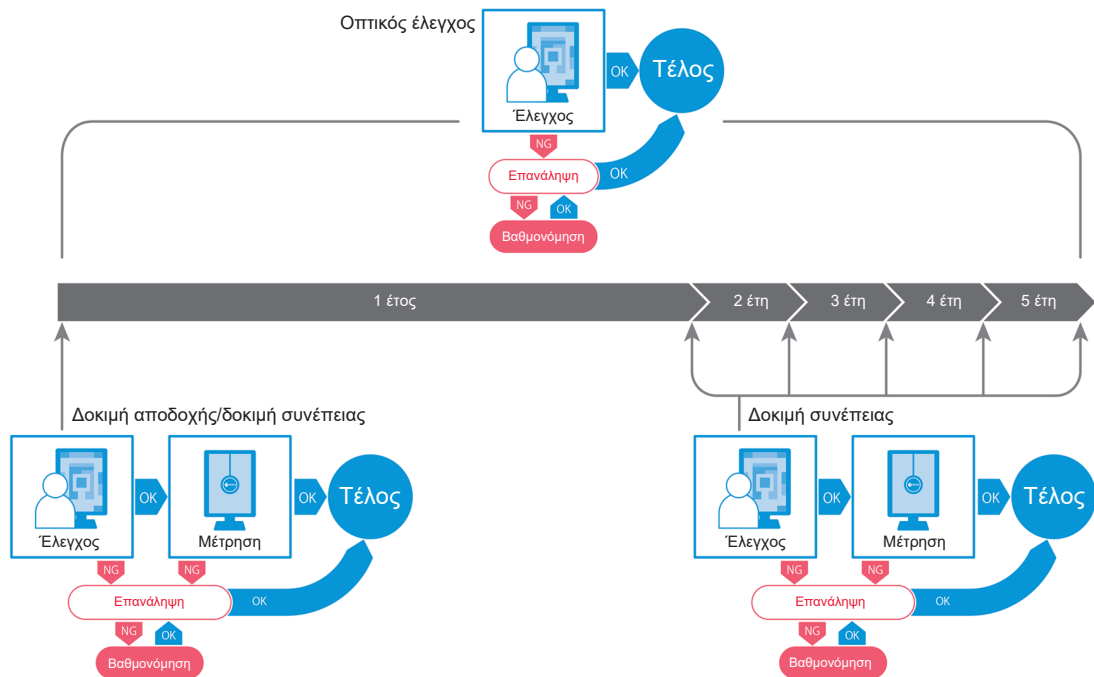 Οπτικός έλεγχος
OK
Τέλος
Έλεγχος
NG
Επανάληψη
OK
NG
OK
Βαθμονόμηση
1 έτος
2 έτη
3 έτη
4 έτη
5 έτη
Δοκιμή αποδοχής/δοκιμή συνέπειας
OK
OK
Τέλος
Έλεγχος
Μέτρηση
NG
NG
Επανάληψη
OK
NG
OK
Βαθμονόμηση
Δοκιμή συνέπειας
OK
OK
Τέλος
Έλεγχος
Μέτρηση
NG
NG
Επανάληψη
OK
NG
OK
Βαθμονόμηση